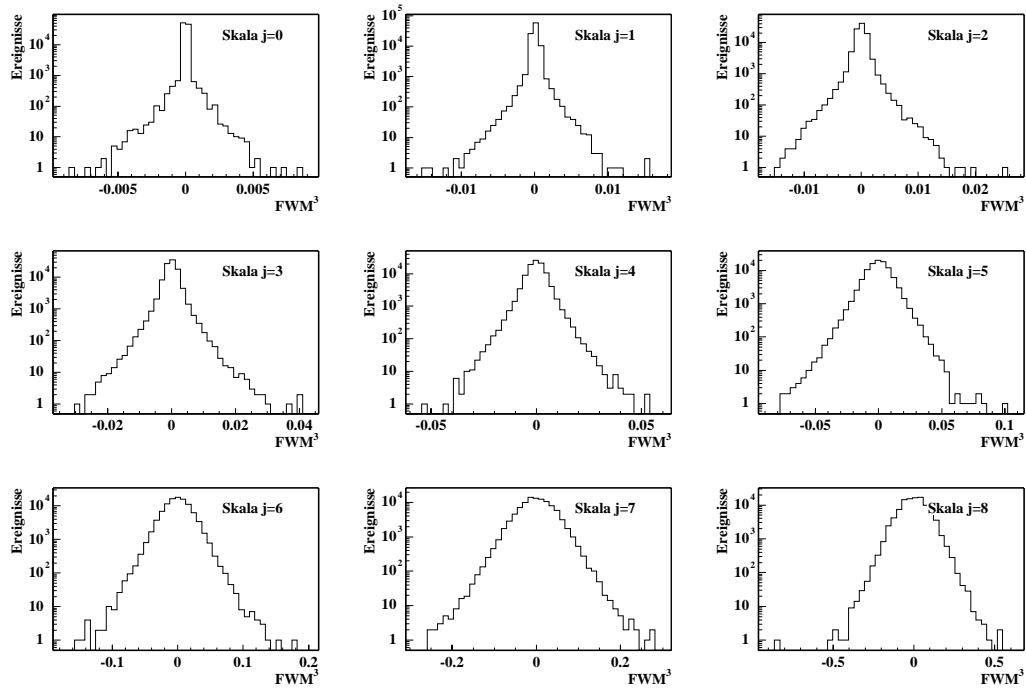 Ereignisse
Skala j=0
10⁴
10³
10²
10
1
-0.005 0 0.005
FWM³
Ereignisse
Skala j=1
10⁵
10⁴
10³
10²
10
1
-0.01 0 0.01
FWM³
Ereignisse
Skala j=2
10⁴
10³
10²
10
1
-0.01 0 0.01 0.02
FWM³
Ereignisse
Skala j=3
10⁴
10³
10²
10
1
-0.02 0 0.02 0.04
FWM³
Ereignisse
Skala j=4
10⁴
10³
10²
10
1
-0.05 0 0.05
FWM³
Ereignisse
Skala j=5
10⁴
10³
10²
10
1
-0.05 0 0.05 0.1
FWM³
Ereignisse
Skala j=6
10⁴
10³
10²
10
1
-0.1 0 0.1 0.2
FWM³
Ereignisse
Skala j=7
10⁴
10³
10²
10
1
-0.2 0 0.2
FWM³
Ereignisse
Skala j=8
10⁴
10³
10²
10
1
-0.5 0 0.5
FWM³